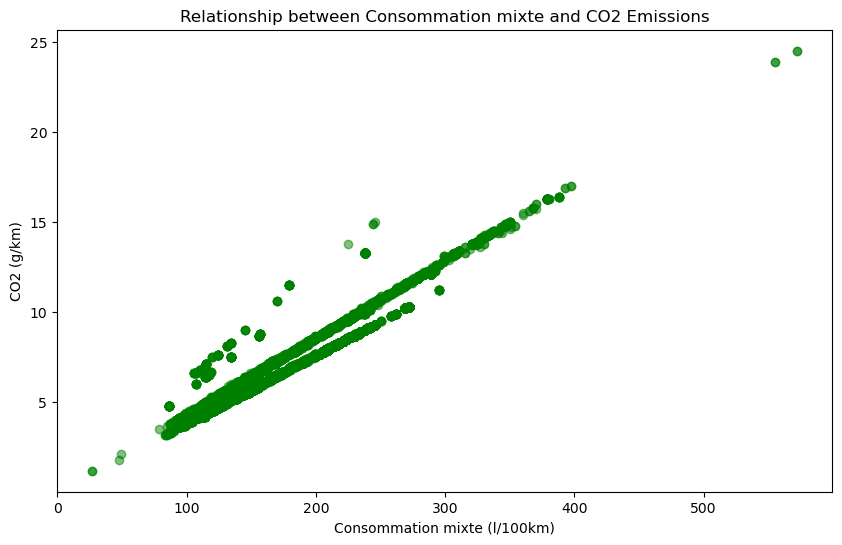 Relationship between Consommation mixte and CO2 Emissions
25
20
15
10
5
CO2 (g/km)
0 100 200 300 400 500
Consommation mixte (l/100km)